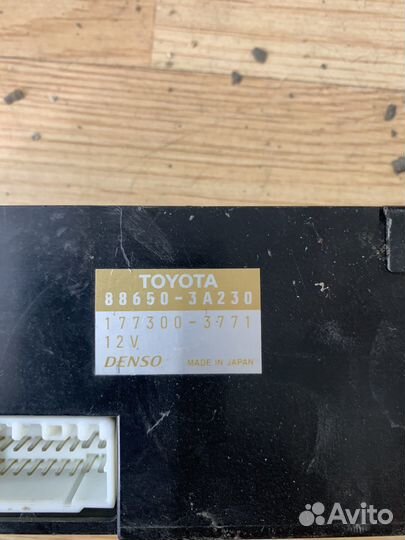 TOYOTA
88650-3A230
177300-3771
12V
DENSO MADE IN JAPAN
Avito